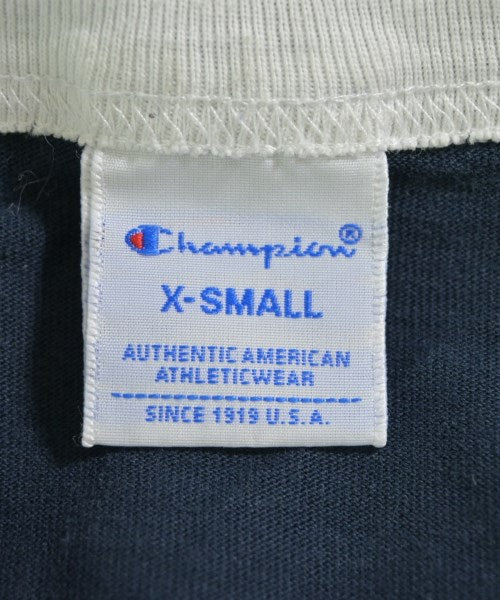 Champion®
X-SMALL
AUTHENTIC AMERICAN
ATHLETICWEAR
SINCE 1919 U.S.A.